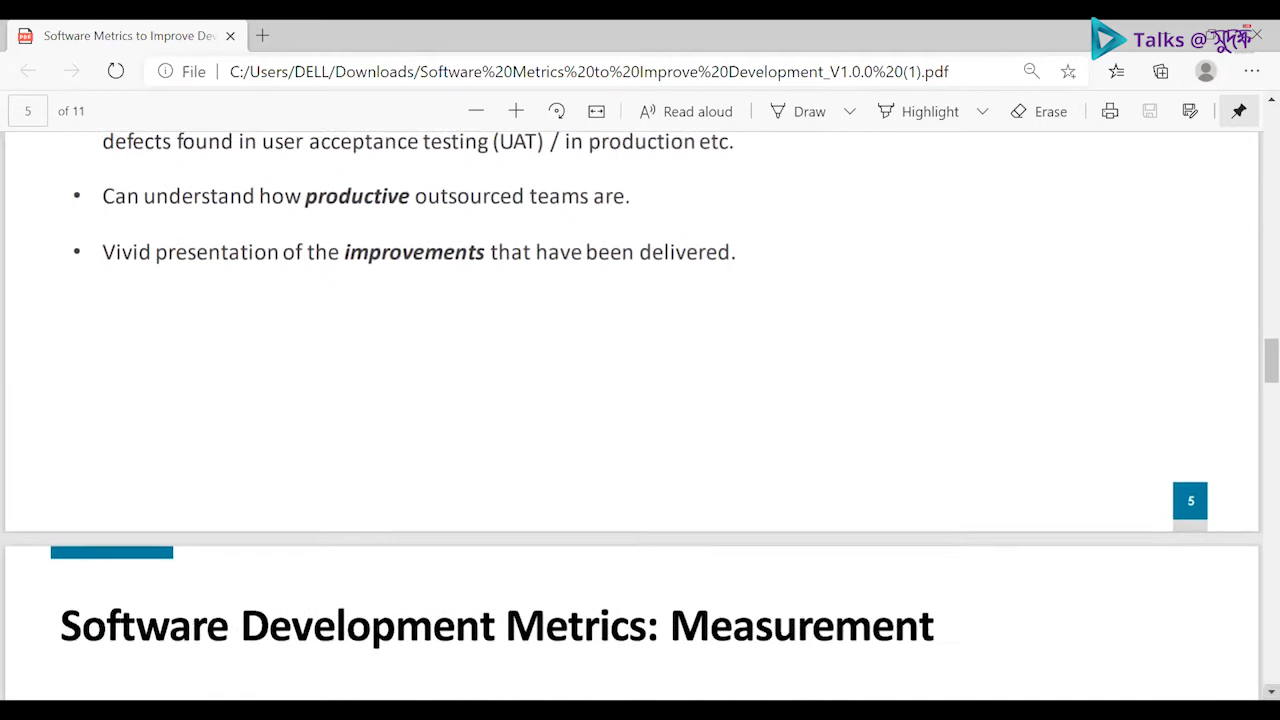 Software Metrics to Improve Dev
Talks @ সুদক্ষ
File
C:/Users/DELL/Downloads/Software%20Metrics%20to%20Improve%20Development_V1.0.0%20(1).pdf
5 of 11
Read aloud
Draw
Highlight
Erase
defects found in user acceptance testing (UAT) / in production etc.
• Can understand how productive outsourced teams are.
• Vivid presentation of the improvements that have been delivered.
5
Software Development Metrics: Measurement